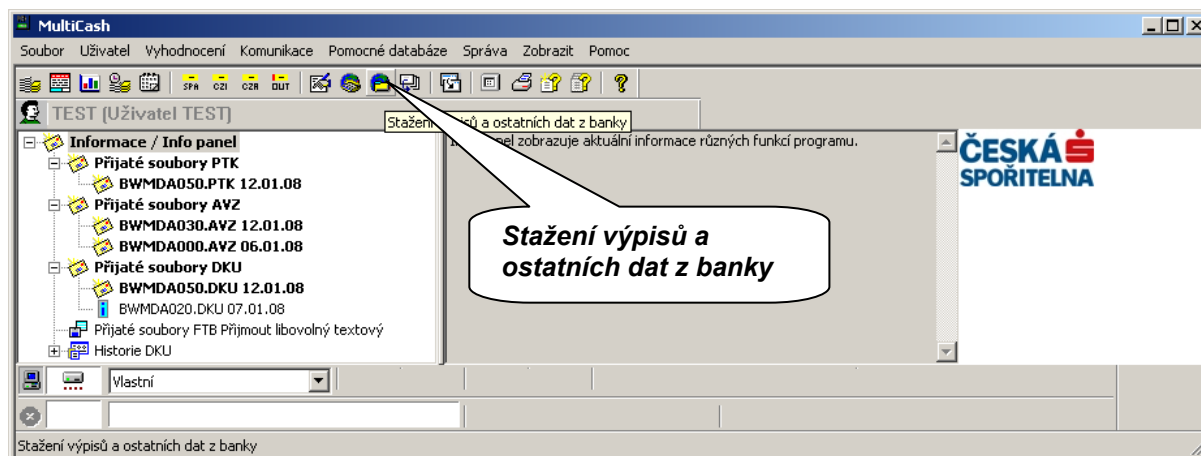 MultiCash
Soubor Uživatel Vyhodnocení Komunikace Pomocné databáze Správa Zobrazit Pomoc
SPA CZI CZA OUT
TEST (Uživatel TEST)
Stažení výpisů a ostatních dat z banky
Informace / Info panel
panel zobrazuje aktuální informace různých funkcí programu.
Přijaté soubory PTK
BWMDA050.PTK 12.01.08
Přijaté soubory AVZ
BWMDA030.AVZ 12.01.08
BWMDA000.AVZ 06.01.08
Přijaté soubory DKU
BWMDA050.DKU 12.01.08
BWMDA020.DKU 07.01.08
Přijaté soubory FTB Přijmout libovolný textový
Historie DKU
Stažení výpisů a
ostatních dat z banky
ČESKÁ
SPOŘITELNA
Vlastní
Stažení výpisů a ostatních dat z banky